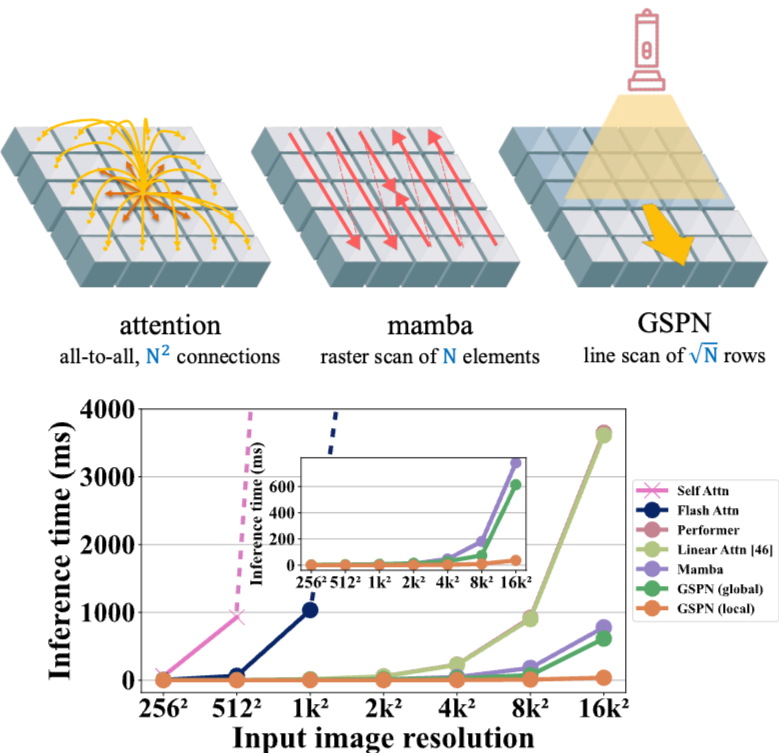 attention
all-to-all, N² connections
mamba
raster scan of N elements
GSPN
line scan of √N rows
Inference time (ms)
4000
3000
2000
1000
0
256²
512²
1k²
2k²
4k²
8k²
16k²
Input image resolution
Inference time (ms)
600
400
200
0
256²
512²
1k²
2k²
4k²
8k²
16k²
Self Attn
Flash Attn
Performer
Linear Attn [46]
Mamba
GSPN (global)
GSPN (local)